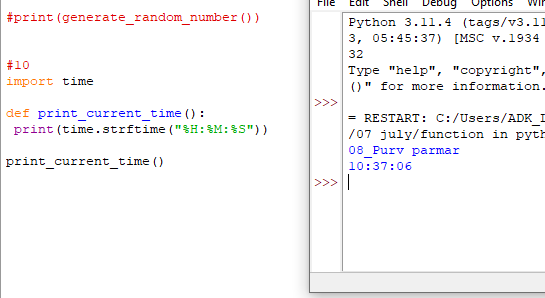 #print(generate_random_number())
#10
import time
def print_current_time():
 print(time.strftime("%H:%M:%S"))
print_current_time()
File Edit Shell Debug Options
Python 3.11.4 (tags/v3.11
3, 05:45:37) [MSC v.1934
32
Type "help", "copyright",
()" for more information.
>>>
= RESTART: C:/Users/ADK_
/07 july/function in pyth
08_Purv parmar
10:37:06
>>>